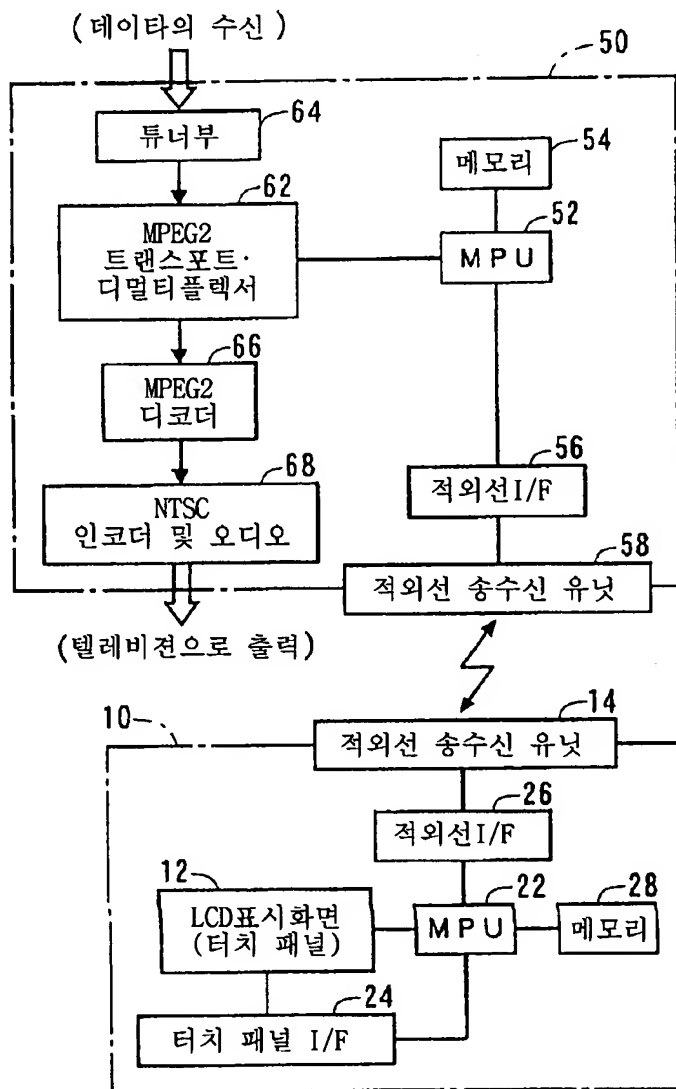 (데이타의 수신)
50
64
튜너부
54
메모리
62
52
MPEG2
트랜스포트·
디멀티플렉서
MPU
66
MPEG2
디코더
56
적외선I/F
68
NTSC
인코더 및 오디오
58
적외선 송수신 유닛
(텔레비젼으로 출력)
10
14
적외선 송수신 유닛
26
적외선I/F
12
22
28
LCD표시화면
(터치 패널)
MPU
메모리
24
터치 패널 I/F